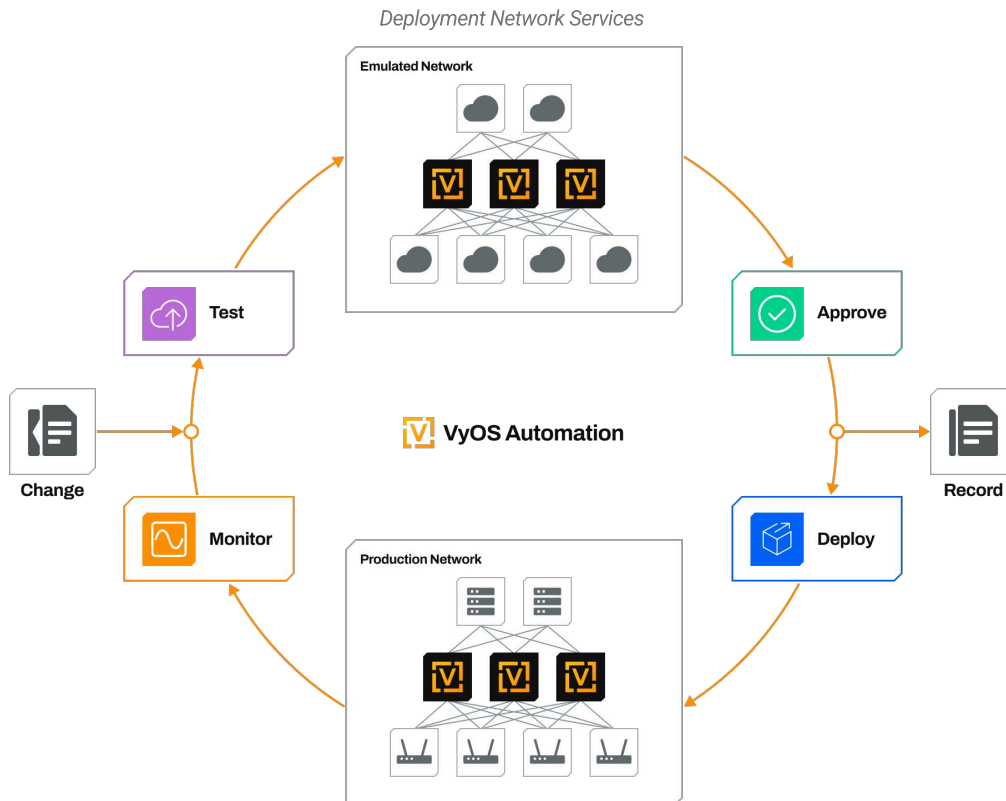 Deployment Network Services
Emulated Network
Test
Approve
Change
VyOS Automation
Record
Monitor
Deploy
Production Network